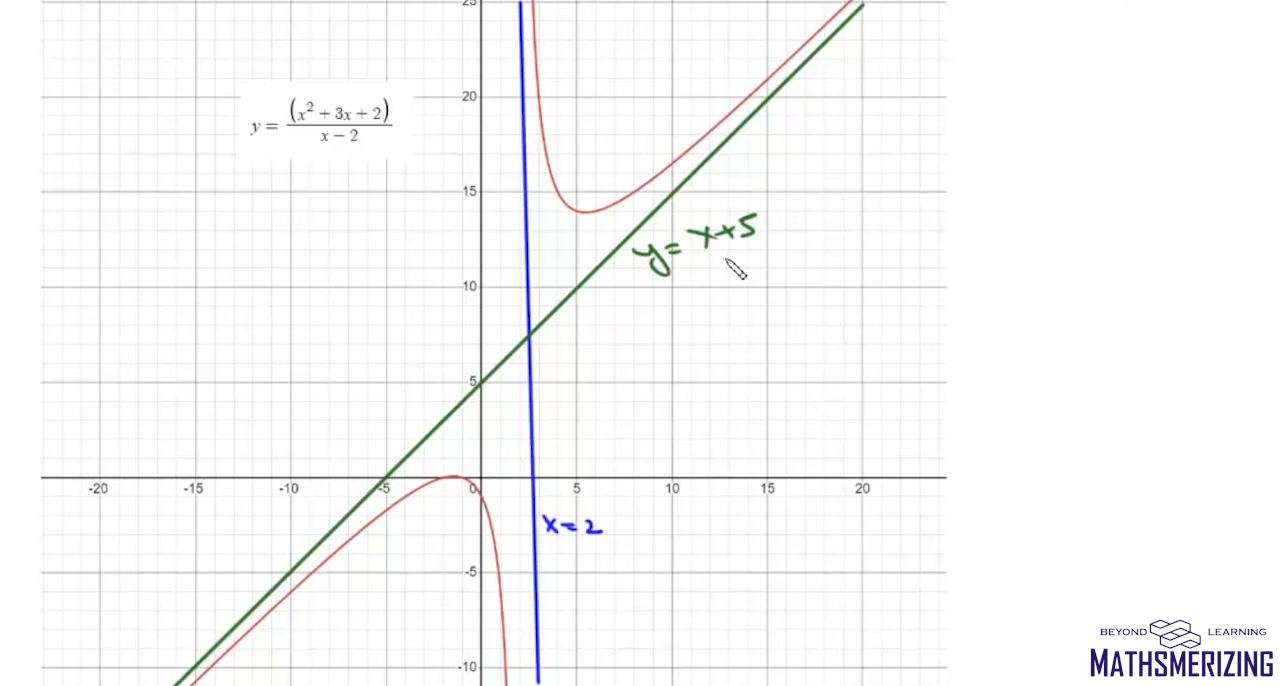 25
y = (x² + 3x + 2) / x − 2
20
15
y = x+5
10
5
0
-20 -15 -10 -5 0 5 10 15 20
x = 2
-5
BEYOND LEARNING
MATHSMERIZING
-10